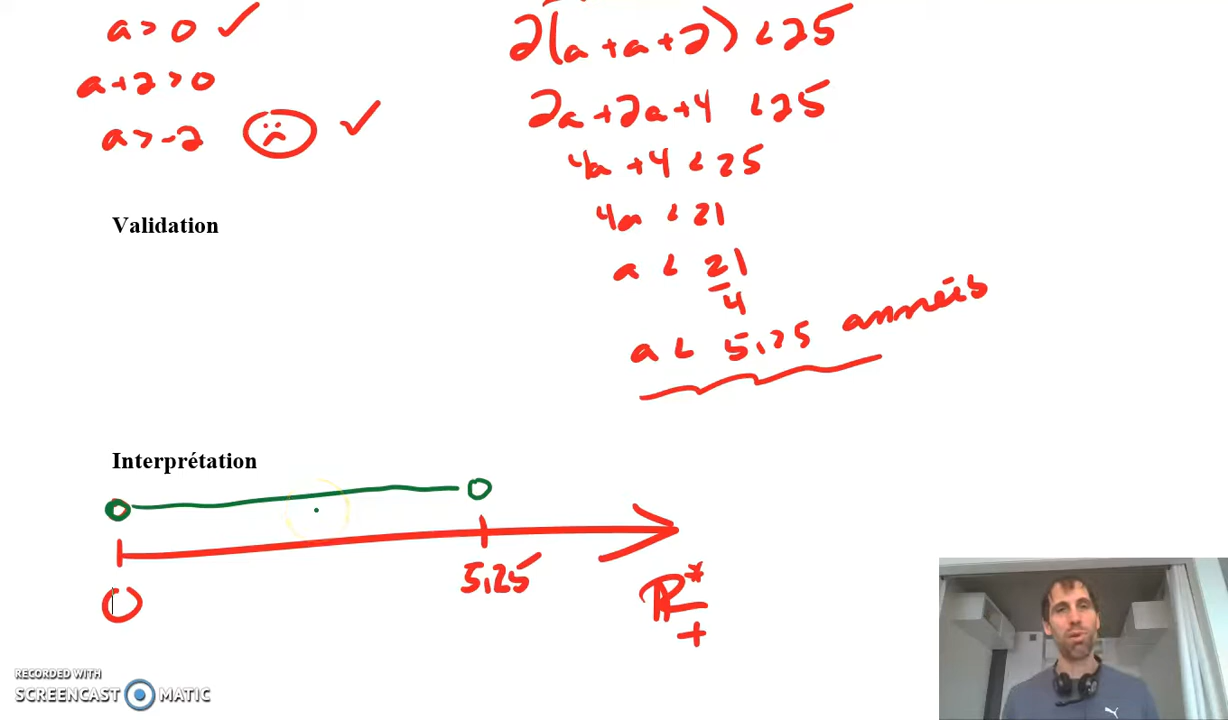 a > 0 ✓
a + 2 > 0
a > -2 ☹ ✓
2(a + a + 2) < 25
2a + 2a + 4 < 25
4a + 4 < 25
4a < 21
a < 21/4
a < 5,25 années
Validation
Interprétation
0
5,25
ℝ*+
RECORDED WITH
SCREENCAST MATIC